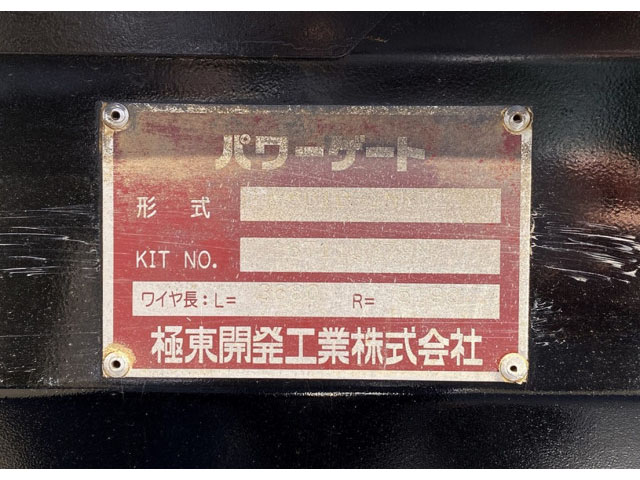 パワーゲート
形 式
KIT NO.
ワイヤ長：L= R=
極東開発工業株式会社